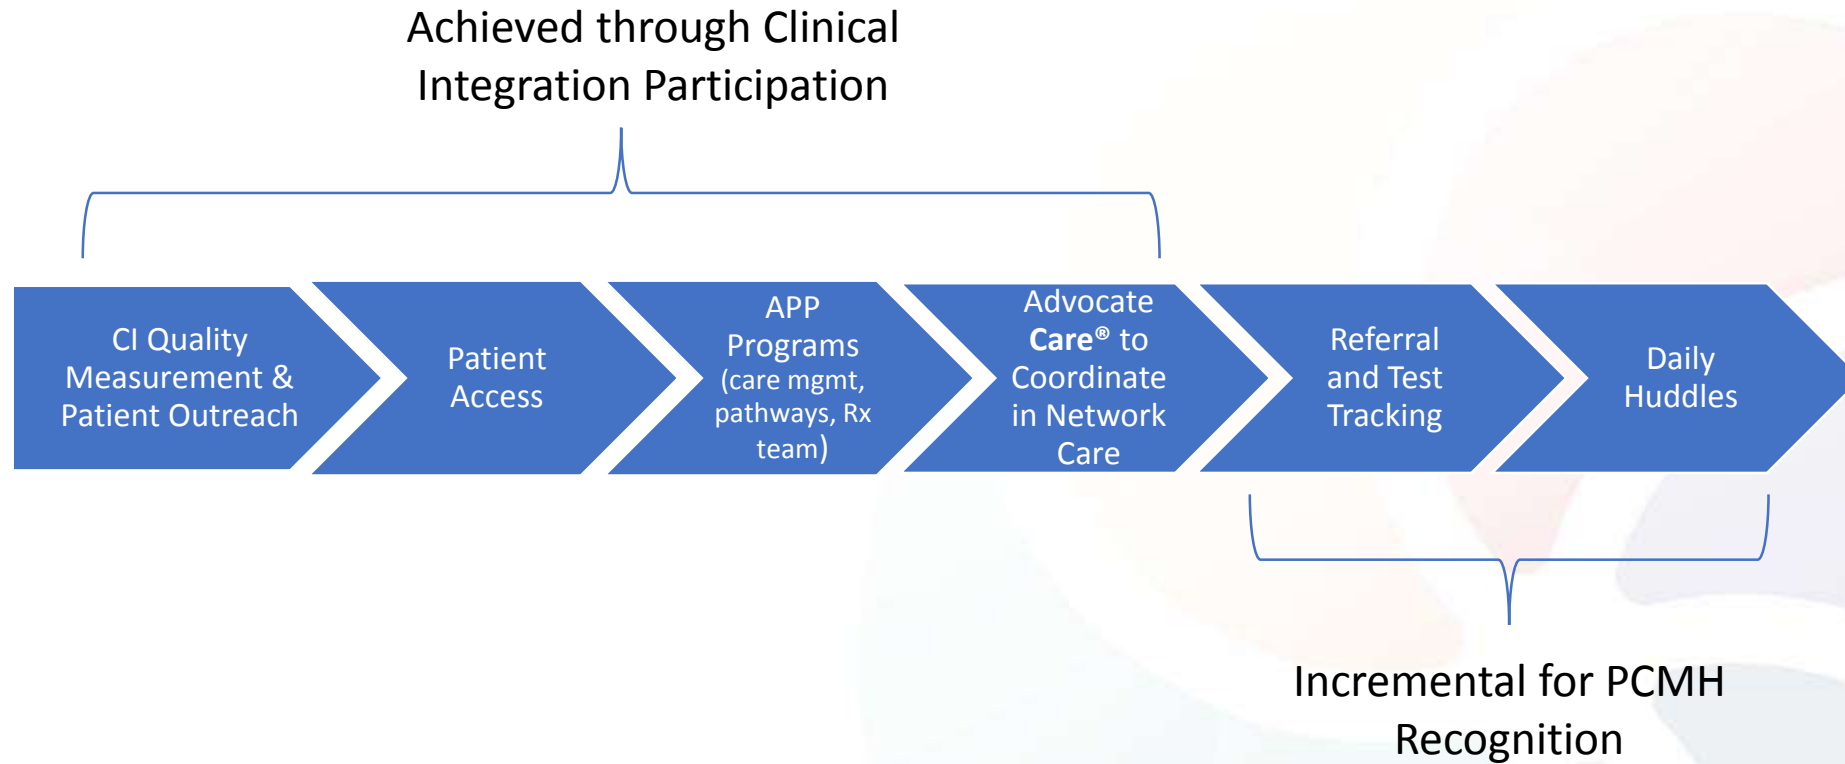 Achieved through Clinical
Integration Participation
CI Quality
Measurement &
Patient Outreach
Patient
Access
APP
Programs
(care mgmt,
pathways, Rx
team)
Advocate
Care® to
Coordinate
in Network
Care
Referral
and Test
Tracking
Daily
Huddles
Incremental for PCMH
Recognition